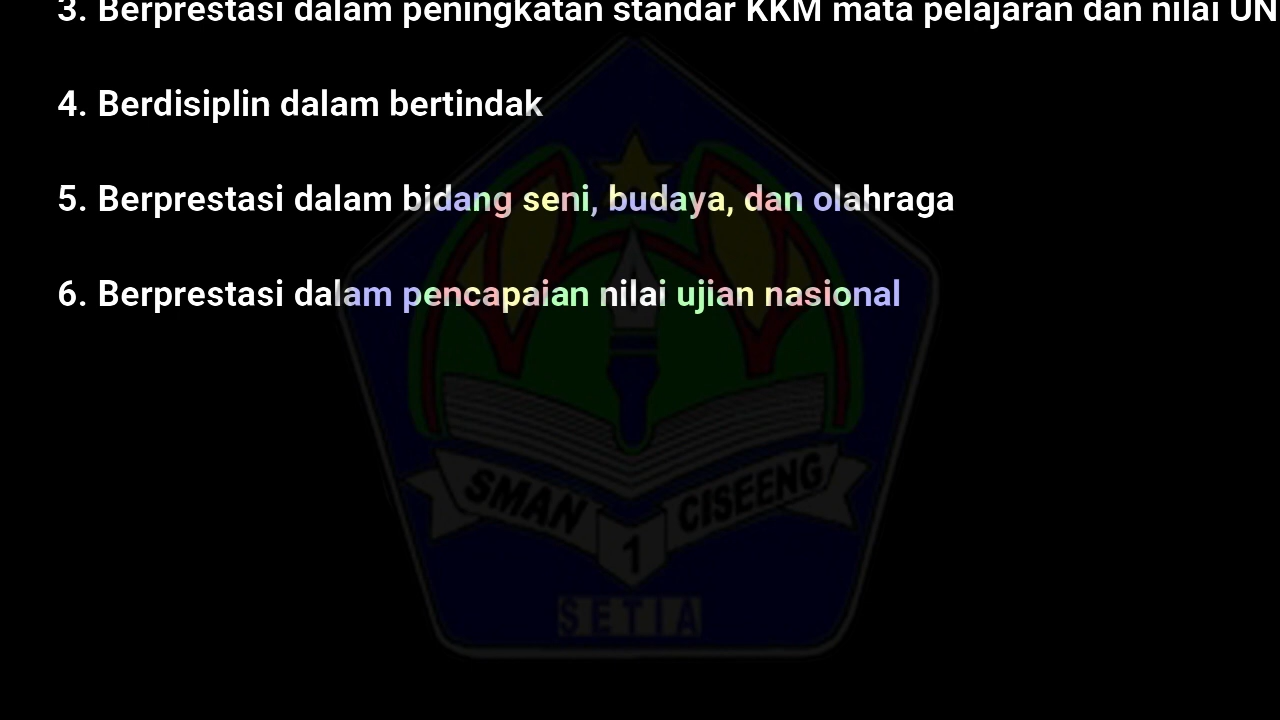 3. Berprestasi dalam peningkatan standar KKM mata pelajaran dan nilai UN
4. Berdisiplin dalam bertindak
5. Berprestasi dalam bidang seni, budaya, dan olahraga
6. Berprestasi dalam pencapaian nilai ujian nasional
SMAN 1 CISEENG
SETIA